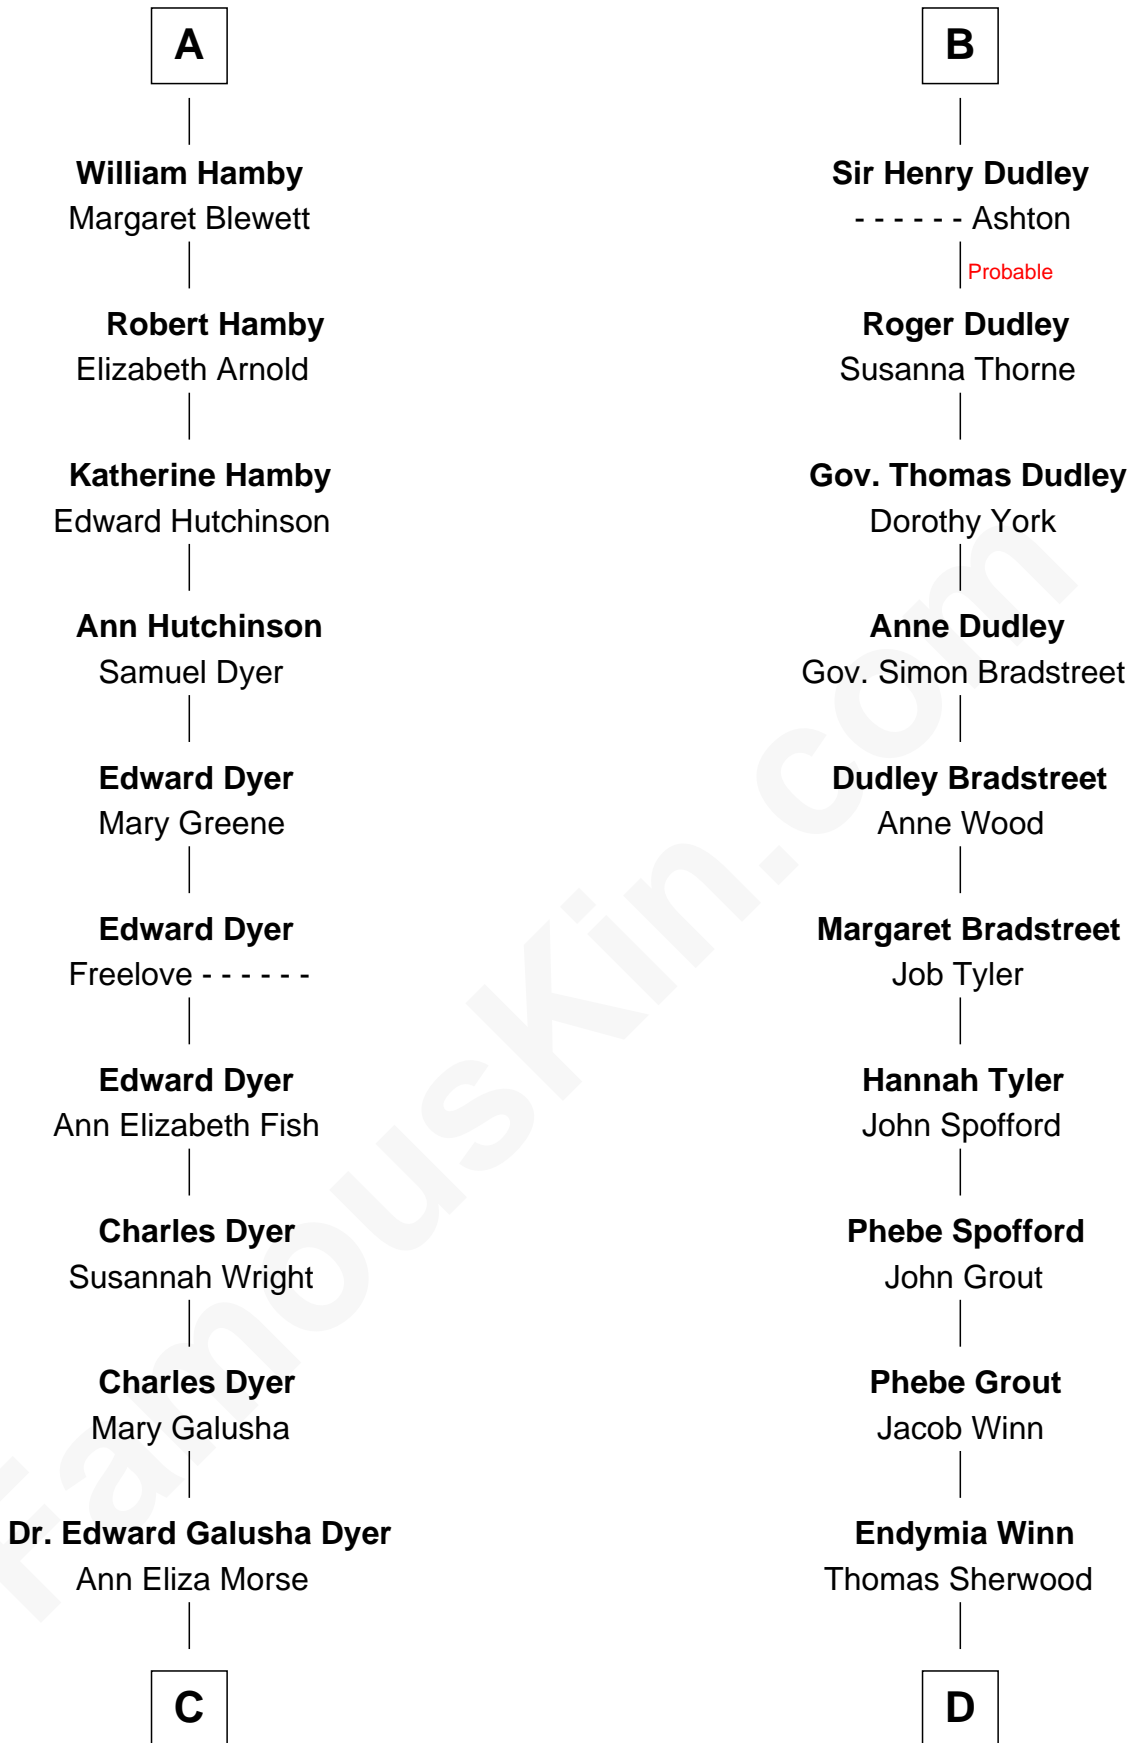 A
William Hamby
Margaret Blewett
Robert Hamby
Elizabeth Arnold
Katherine Hamby
Edward Hutchinson
Ann Hutchinson
Samuel Dyer
Edward Dyer
Mary Greene
Edward Dyer
Freelove - - - - - -
Edward Dyer
Ann Elizabeth Fish
Charles Dyer
Susannah Wright
Charles Dyer
Mary Galusha
Dr. Edward Galusha Dyer
Ann Eliza Morse
C
B
Sir Henry Dudley
- - - - - - Ashton
Probable
Roger Dudley
Susanna Thorne
Gov. Thomas Dudley
Dorothy York
Anne Dudley
Gov. Simon Bradstreet
Dudley Bradstreet
Anne Wood
Margaret Bradstreet
Job Tyler
Hannah Tyler
John Spofford
Phebe Spofford
John Grout
Phebe Grout
Jacob Winn
Endymia Winn
Thomas Sherwood
D
FamousKin.com